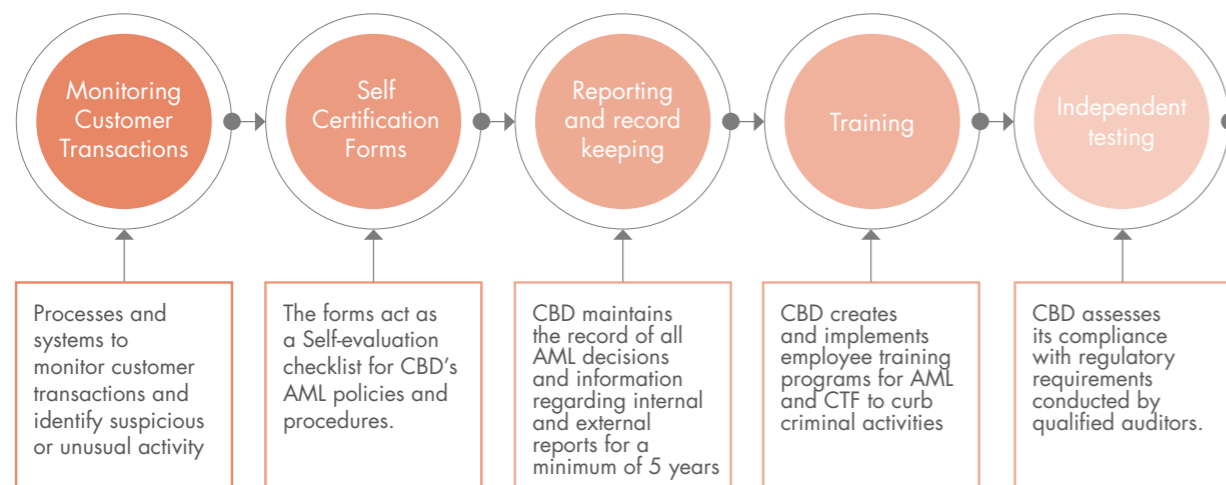 Monitoring
Customer
Transactions
Self
Certification
Forms
Reporting
and record
keeping
Training
Independent
testing
Processes and
systems to
monitor customer
transactions and
identify suspicious
or unusual activity
The forms act as
a Self-evaluation
checklist for CBD's
AML policies and
procedures.
CBD maintains
the record of all
AML decisions
and information
regarding internal
and external
reports for a
minimum of 5 years
CBD creates
and implements
employee training
programs for AML
and CTF to curb
criminal activities
CBD assesses
its compliance
with regulatory
requirements
conducted by
qualified auditors.